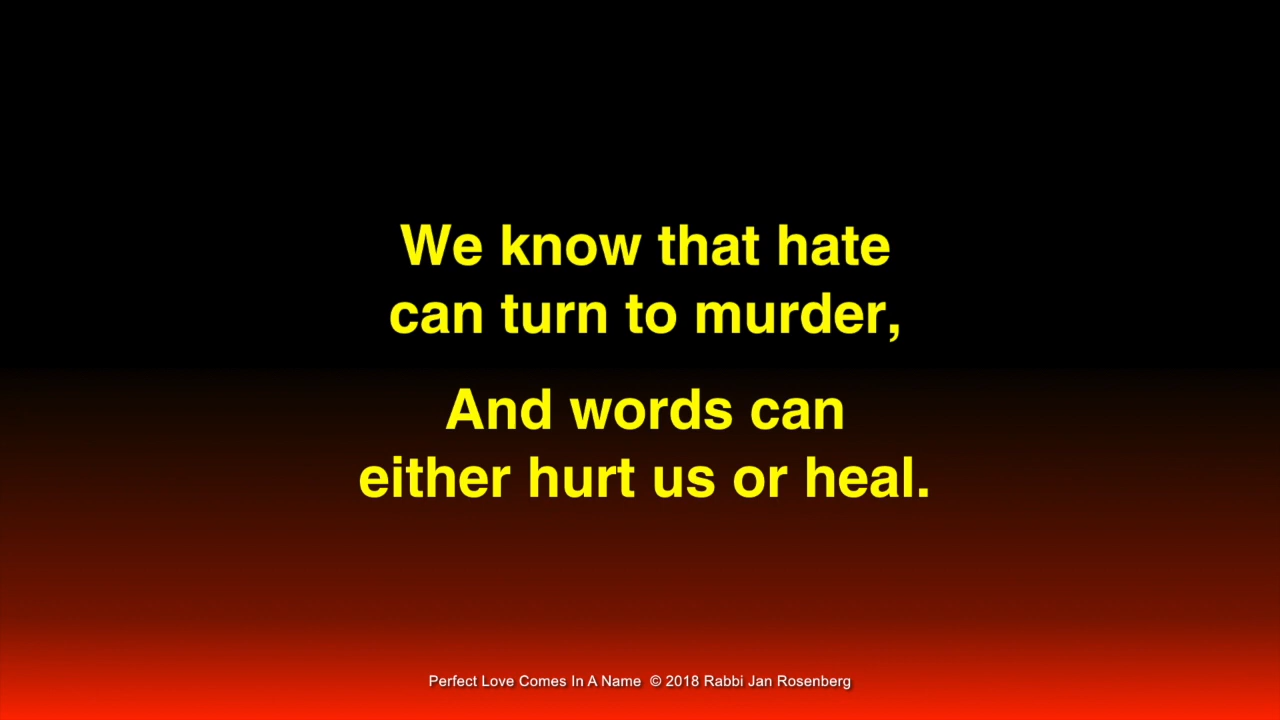 We know that hate
can turn to murder,
And words can
either hurt us or heal.
Perfect Love Comes In A Name © 2018 Rabbi Jan Rosenberg